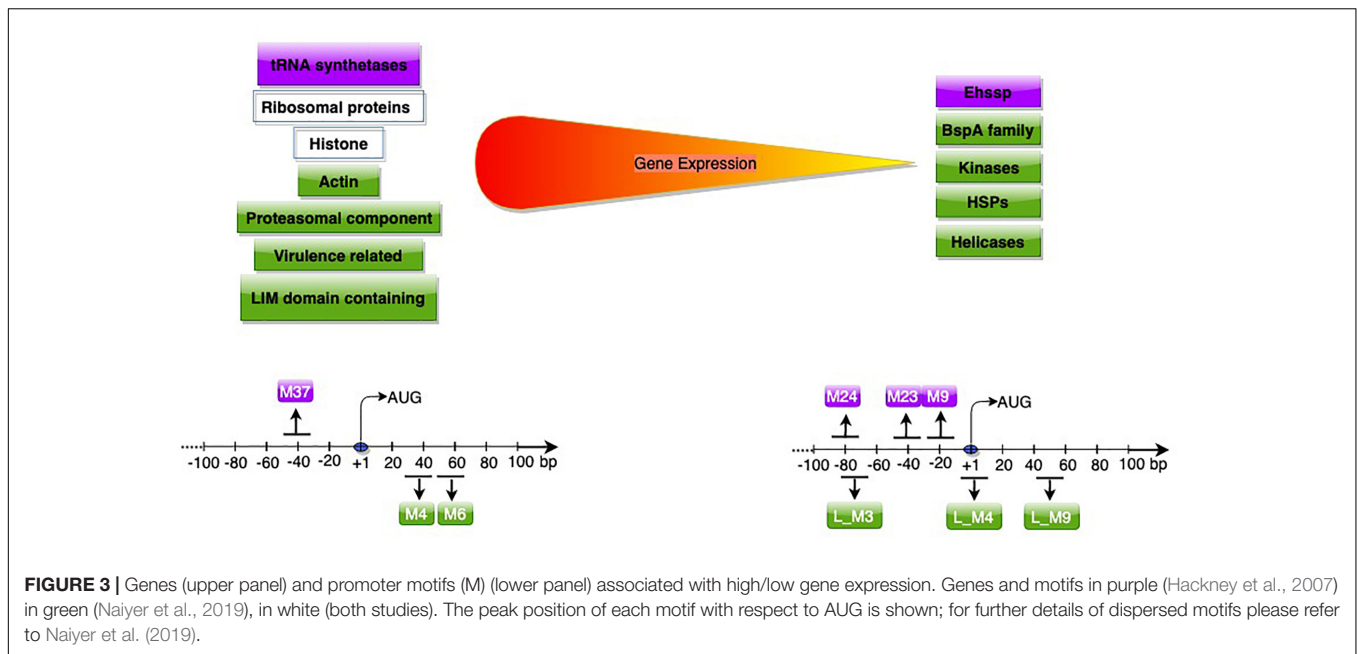 tRNA synthetases
Ribosomal proteins
Histone
Actin
Proteasomal component
Virulence related
LIM domain containing
Gene Expression
Ehssp
BspA family
Kinases
HSPs
Helicases
M37
AUG
-100 -80 -60 -40 -20 +1 20 40 60 80 100 bp
M4 M6
M24 M23 M9
AUG
-100 -80 -60 -40 -20 +1 20 40 60 80 100 bp
L_M3 L_M4 L_M9
FIGURE 3 | Genes (upper panel) and promoter motifs (M) (lower panel) associated with high/low gene expression. Genes and motifs in purple (Hackney et al., 2007)
in green (Naiyer et al., 2019), in white (both studies). The peak position of each motif with respect to AUG is shown; for further details of dispersed motifs please refer
to Naiyer et al. (2019).